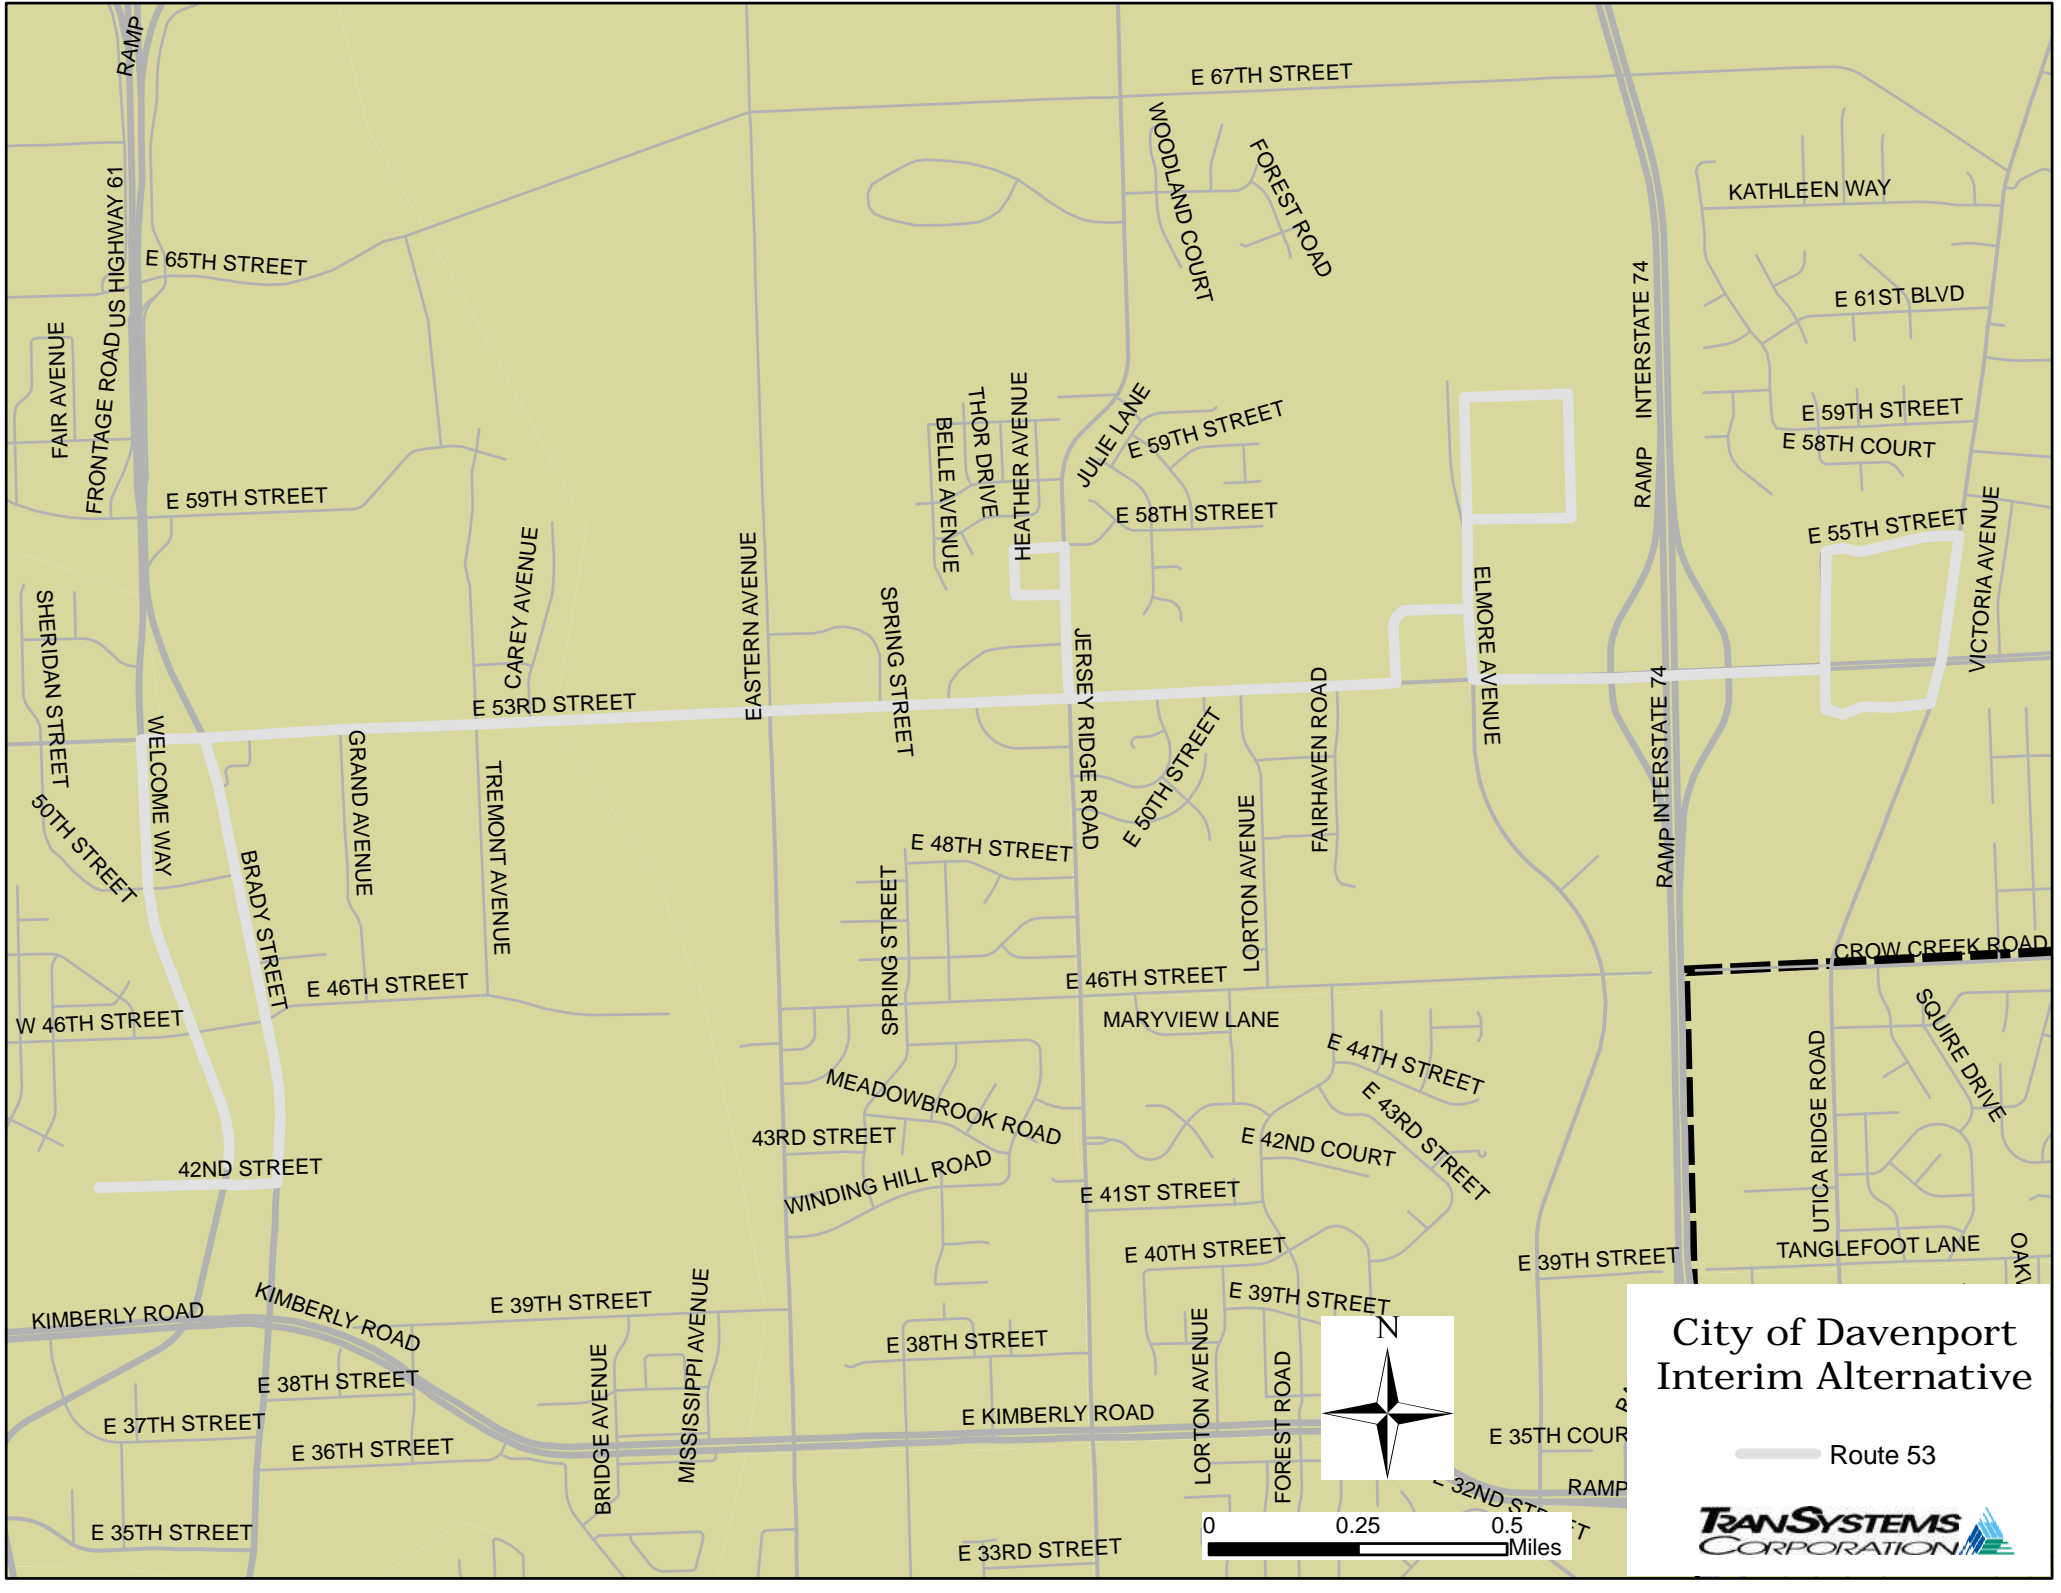 RAMP
E 67TH STREET
WOODLAND COURT
FOREST ROAD
KATHLEEN WAY
US HIGHWAY 61
E 65TH STREET
INTERSTATE 74
E 61ST BLVD
FAIR AVENUE
FRONTAGE ROAD
THOR DRIVE
HEATHER AVENUE
BELLE AVENUE
JULIE LANE
E 59TH STREET
E 59TH STREET
E 58TH COURT
RAMP
E 59TH STREET
E 58TH STREET
E 55TH STREET
VICTORIA AVENUE
CAREY AVENUE
EASTERN AVENUE
SPRING STREET
ELMORE AVENUE
SHERIDAN STREET
JERSEY RIDGE ROAD
FAIRHAVEN ROAD
E 53RD STREET
INTERSTATE 74
RAMP
WELCOME WAY
GRAND AVENUE
TREMONT AVENUE
E 50TH STREET
50TH STREET
BRADY STREET
E 48TH STREET
LORTON AVENUE
SPRING STREET
CROW CREEK ROAD
E 46TH STREET
E 46TH STREET
W 46TH STREET
MARYVIEW LANE
SQUIRE DRIVE
E 44TH STREET
UTICA RIDGE ROAD
MEADOWBROOK ROAD
E 43RD STREET
43RD STREET
E 42ND COURT
42ND STREET
WINDING HILL ROAD
E 41ST STREET
E 40TH STREET
E 39TH STREET
TANGLEFOOT LANE
KIMBERLY ROAD
KIMBERLY ROAD
E 39TH STREET
MISSISSIPPI AVENUE
E 39TH STREET
E 38TH STREET
LORTON AVENUE
FOREST ROAD
N
City of Davenport
Interim Alternative
E 38TH STREET
BRIDGE AVENUE
E 37TH STREET
E KIMBERLY ROAD
E 35TH COUR
E 36TH STREET
Route 53
RAMP
E 35TH STREET
E 33RD STREET
0 0.25 0.5
Miles
TRANSYSTEMS
CORPORATION